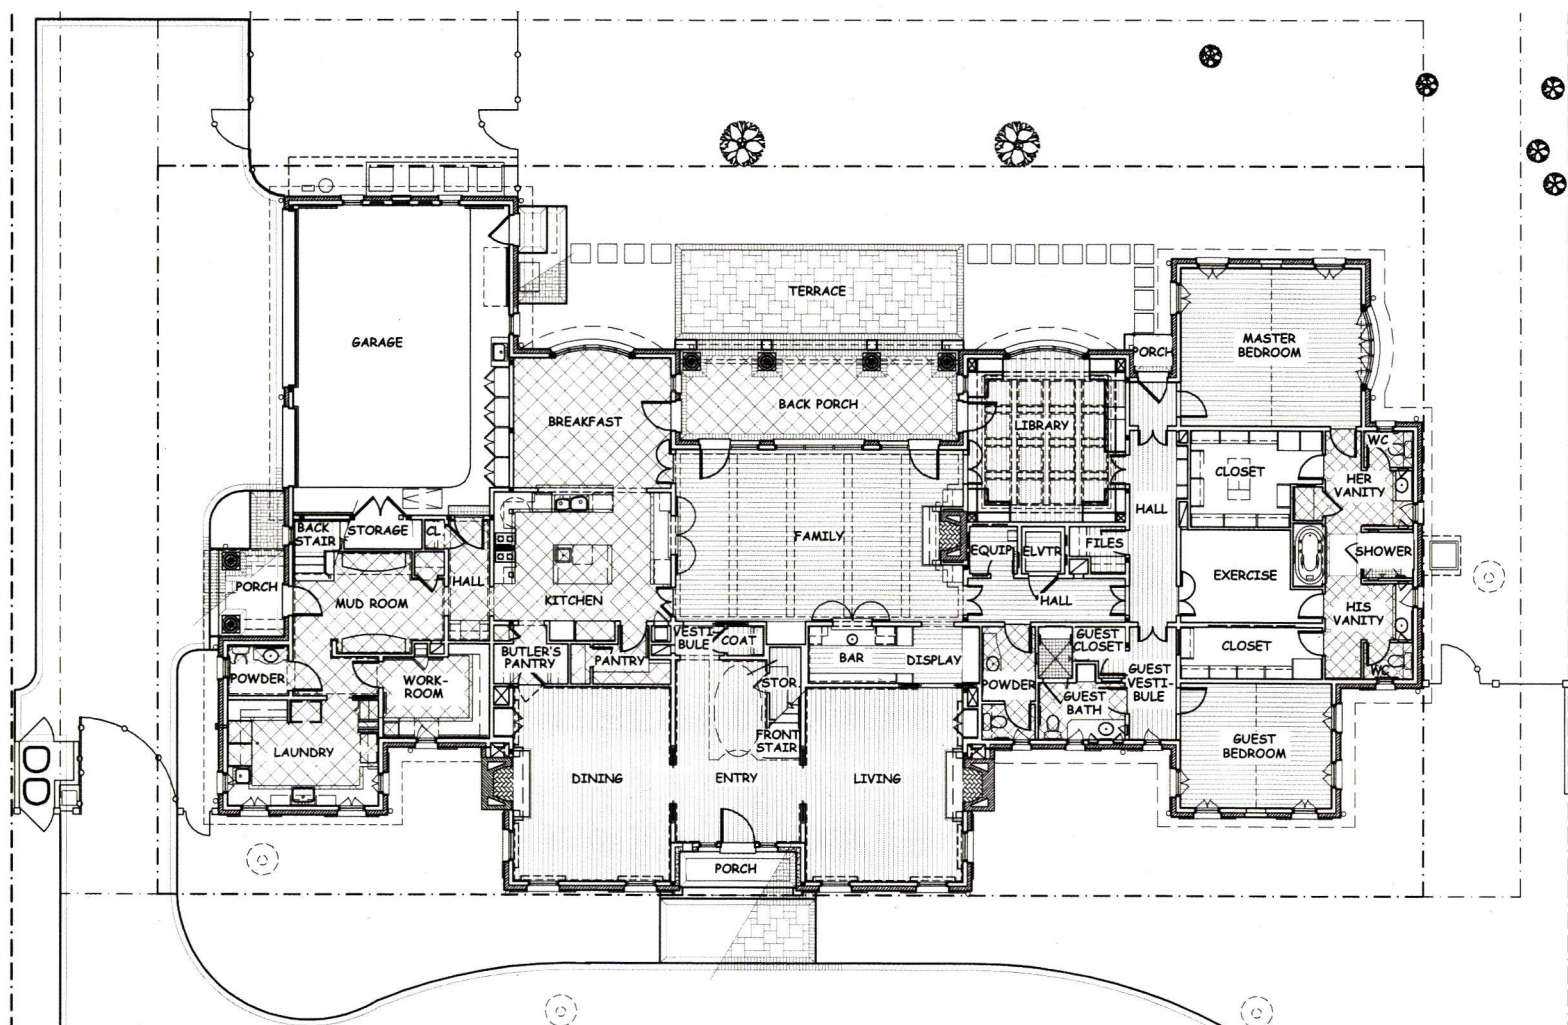 TERRACE
GARAGE
MASTER
BEDROOM
PORCH
BACK PORCH
BREAKFAST
LIBRARY
WC
CLOSET
HER
VANITY
HALL
BACK
STAIR
STORAGE
CL.
FAMILY
EQUIP
ELVTR
FILES
SHOWER
PORCH
HALL
EXERCISE
MUD ROOM
KITCHEN
HALL
HIS
VANITY
VESTI-
BULE
COAT
GUEST
CLOSET
CLOSET
BUTLER'S
PANTRY
PANTRY
BAR
DISPLAY
WC
POWDER
WORK-
ROOM
STOR
POWDER
GUEST
BATH
GUEST
VESTI-
BULE
FRONT
STAIR
LAUNDRY
GUEST
BEDROOM
DINING
ENTRY
LIVING
PORCH